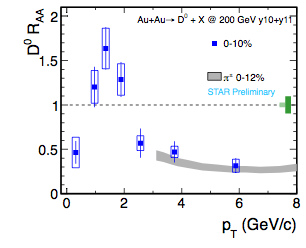 Au+Au→ D⁰ + X @ 200 GeV y10+y11
0-10%
π± 0-12%
STAR Preliminary
D⁰ R_AA
2
1.5
1
0.5
0
0 2 4 6 8
p_T (GeV/c)